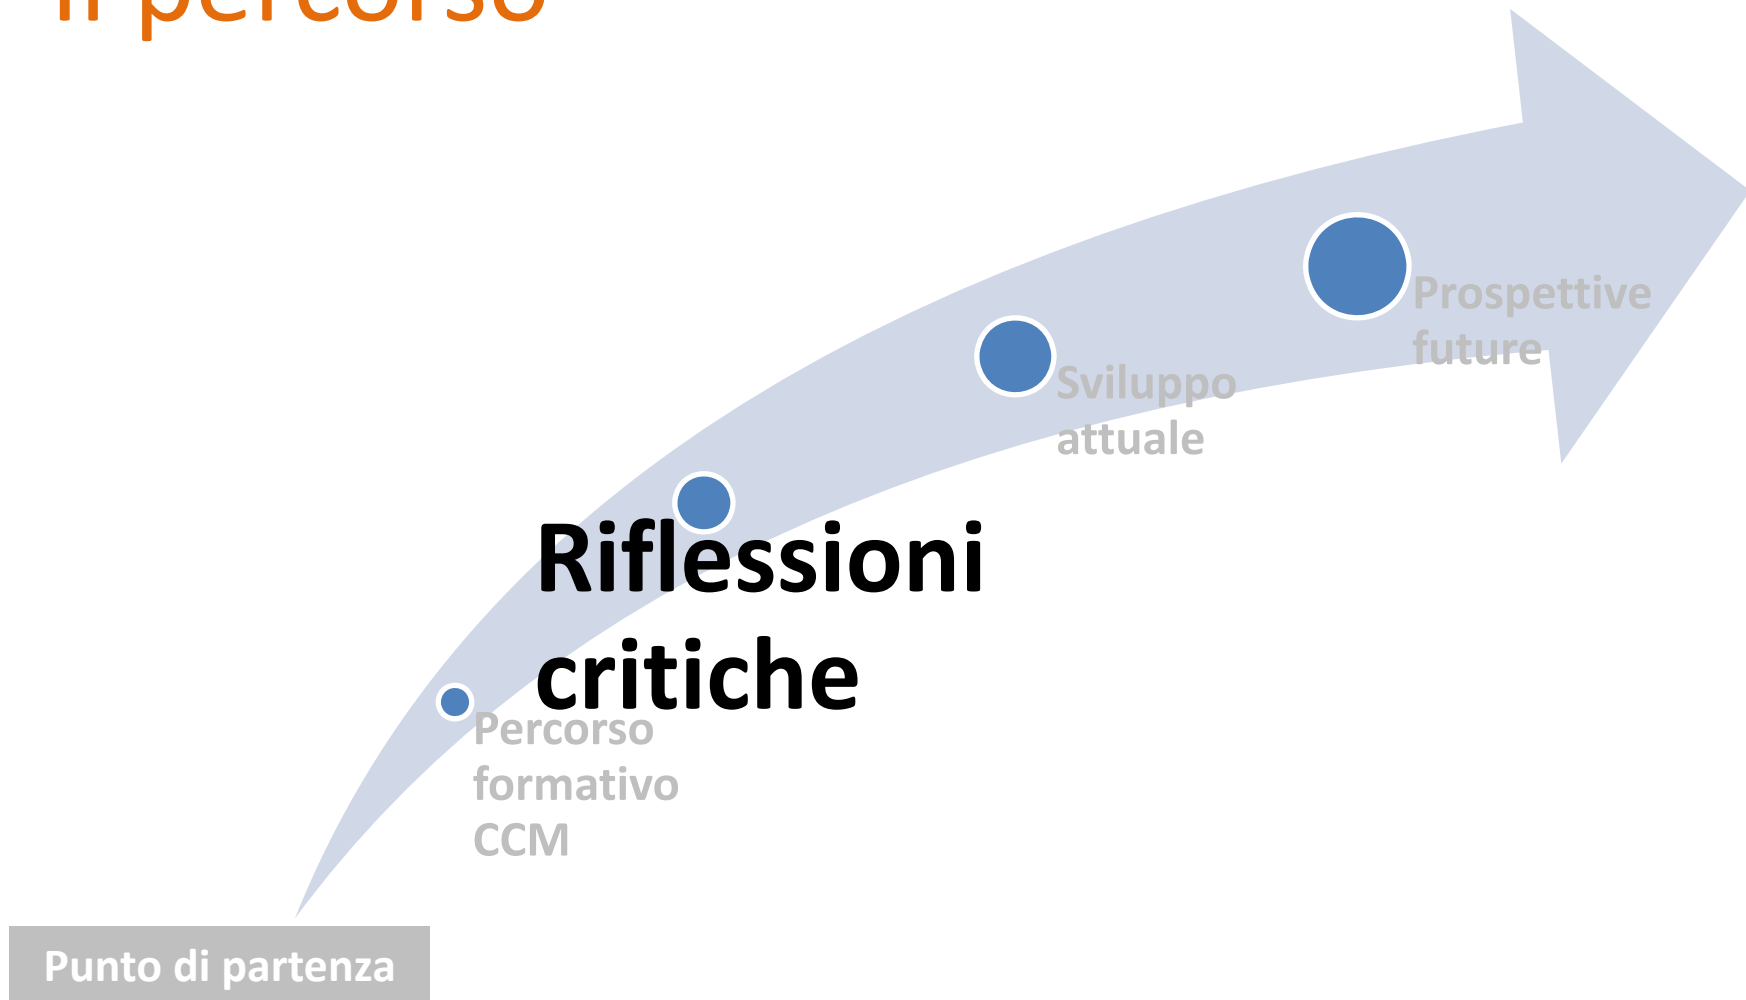 Il percorso
Prospettive
future
Sviluppo
attuale
Riflessioni
critiche
Percorso
formativo
CCM
Punto di partenza